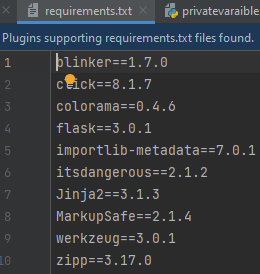 requirements.txt
privatevaraible
Plugins supporting requirements.txt files found.
1 blinker==1.7.0
2 click==8.1.7
3 colorama==0.4.6
4 flask==3.0.1
5 importlib-metadata==7.0.1
6 itsdangerous==2.1.2
7 Jinja2==3.1.3
8 MarkupSafe==2.1.4
9 werkzeug==3.0.1
10 zipp==3.17.0